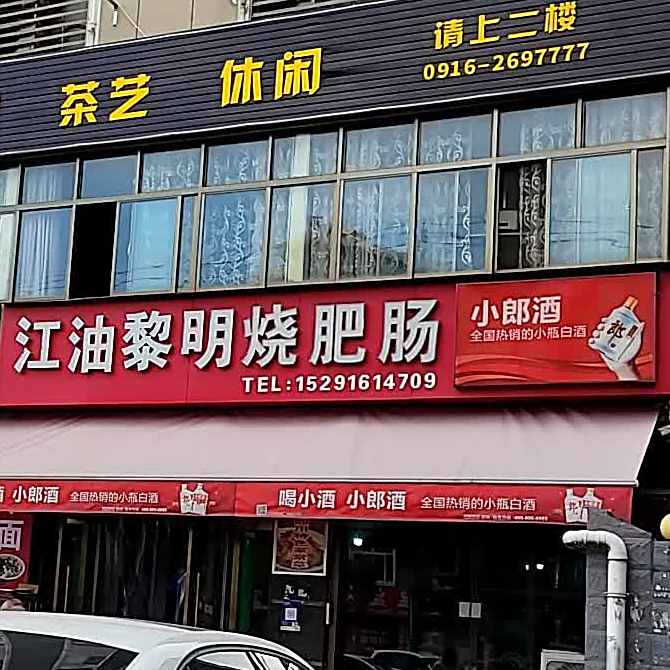 茶艺 休闲 请上二楼
0916-2697777
江油黎明烧肥肠
TEL:15291614709
小郎酒
全国热销的小瓶白酒
酒 小郎酒 全国热销的小瓶白酒
喝小酒 小郎酒 全国热销的小瓶白酒
面